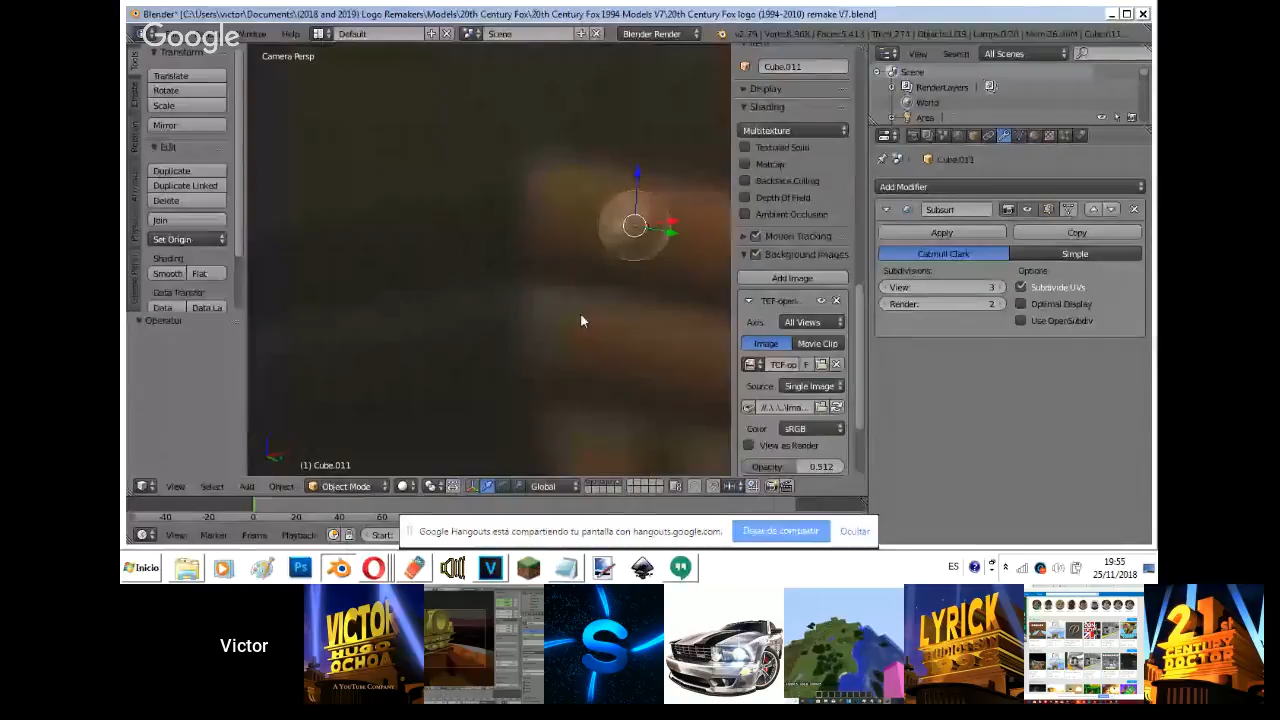 Blender* [C:\Users\victor\Documents\(2018 and 2019) Logo Remakers\Models\20th Century Fox\20th Century Fox 1994 Models V7\20th Century Fox logo (1994-2010) remake V7.blend]
Google
Window
Default
Scene
Blender Render
Transform
Translate
Rotate
Scale
Mirror
Edit
Duplicate
Duplicate Linked
Delete
Join
Set Origin
Shading
Smooth Flat
Data Transfer
Data Data La
Operator
Camera Persp
(1) Cube.011
Cube.011
Display
Shading
Multitexture
Textured Solid
Matcap
Backface Culling
Depth Of Field
Ambient Occlusion
Motion Tracking
Background Images
Add Image
Axis: All Views
Image Movie Clip
TCF-op F
Source: Single Image
Color: sRGB
View as Render
Opacity: 0.512
View Search All Scenes
Scene
RenderLayers
World
Area
Cube.011
Add Modifier
Subsurf
Apply Copy
Catmull Clark Simple
Subdivisions: Options
View: 3 Subdivide UVs
Render: 2 Optimal Display
Use OpenSubdiv
View Select Add Object Object Mode Global
-40 -20 0 20 40 60
View Marker Frame Playback Start:
Google Hangouts está compartiendo tu pantalla con hangouts.google.com.
Dejar de compartir
Ocultar
Inicio
Ps
V
ES
19:55
25/11/2018
Victor
VICTOR
HUGO
OCHOA
A YOUTUBE COMPANY
S
LYRICK
21st
CENTURY
DOCTOR